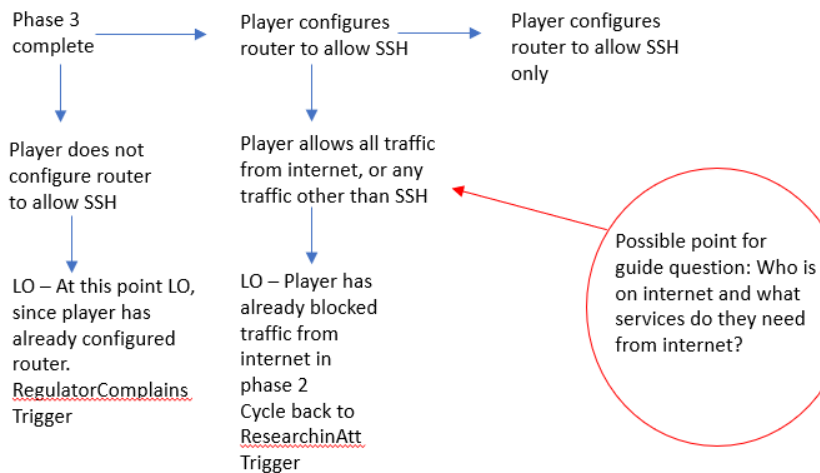 Phase 3
complete
Player configures
router to allow SSH
Player configures
router to allow SSH
only
Player does not
configure router
to allow SSH
Player allows all traffic
from internet, or any
traffic other than SSH
LO – At this point LO,
since player has
already configured
router.
RegulatorComplains
Trigger
LO – Player has
already blocked
traffic from
internet in
phase 2
Cycle back to
ResearchinAtt
Trigger
Possible point for
guide question: Who is
on internet and what
services do they need
from internet?